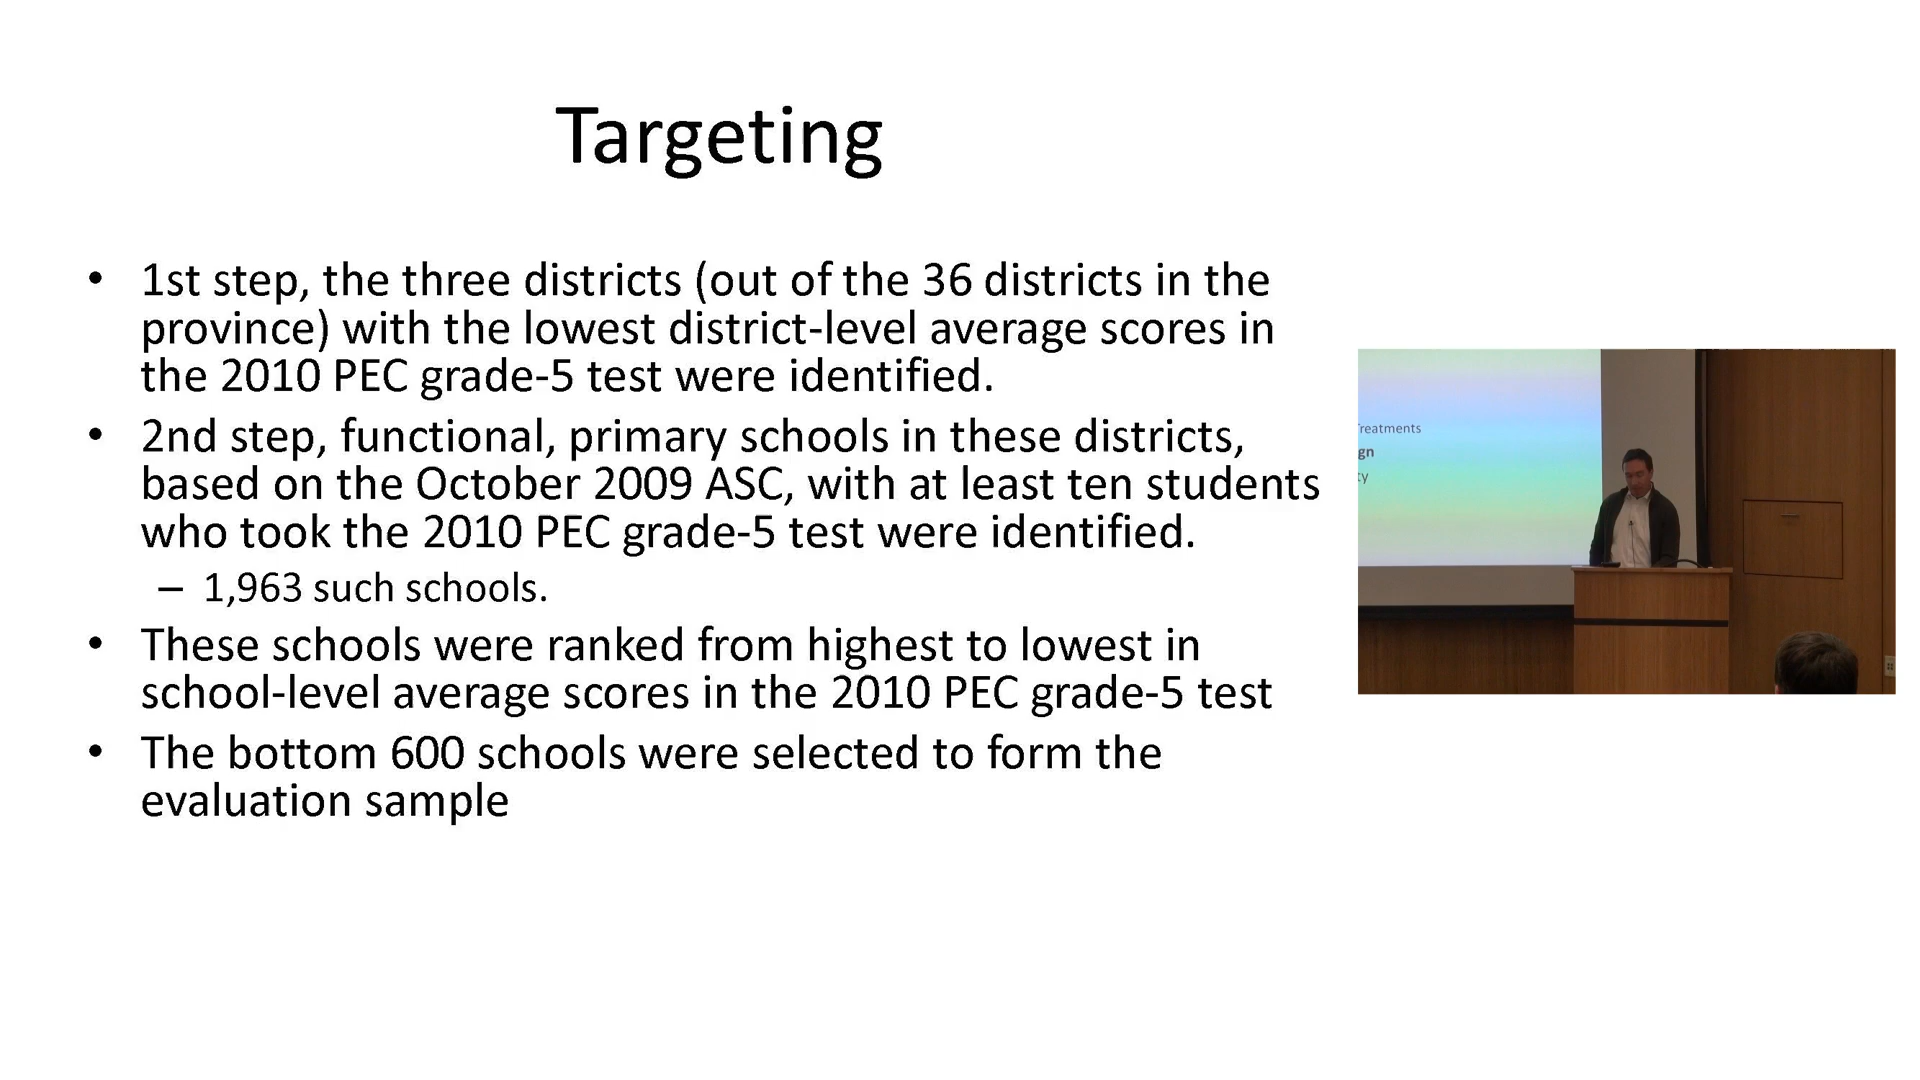 Targeting
• 1st step, the three districts (out of the 36 districts in the
province) with the lowest district-level average scores in
the 2010 PEC grade-5 test were identified.
• 2nd step, functional, primary schools in these districts,
based on the October 2009 ASC, with at least ten students
who took the 2010 PEC grade-5 test were identified.
– 1,963 such schools.
• These schools were ranked from highest to lowest in
school-level average scores in the 2010 PEC grade-5 test
• The bottom 600 schools were selected to form the
evaluation sample
Treatments
gn
ty